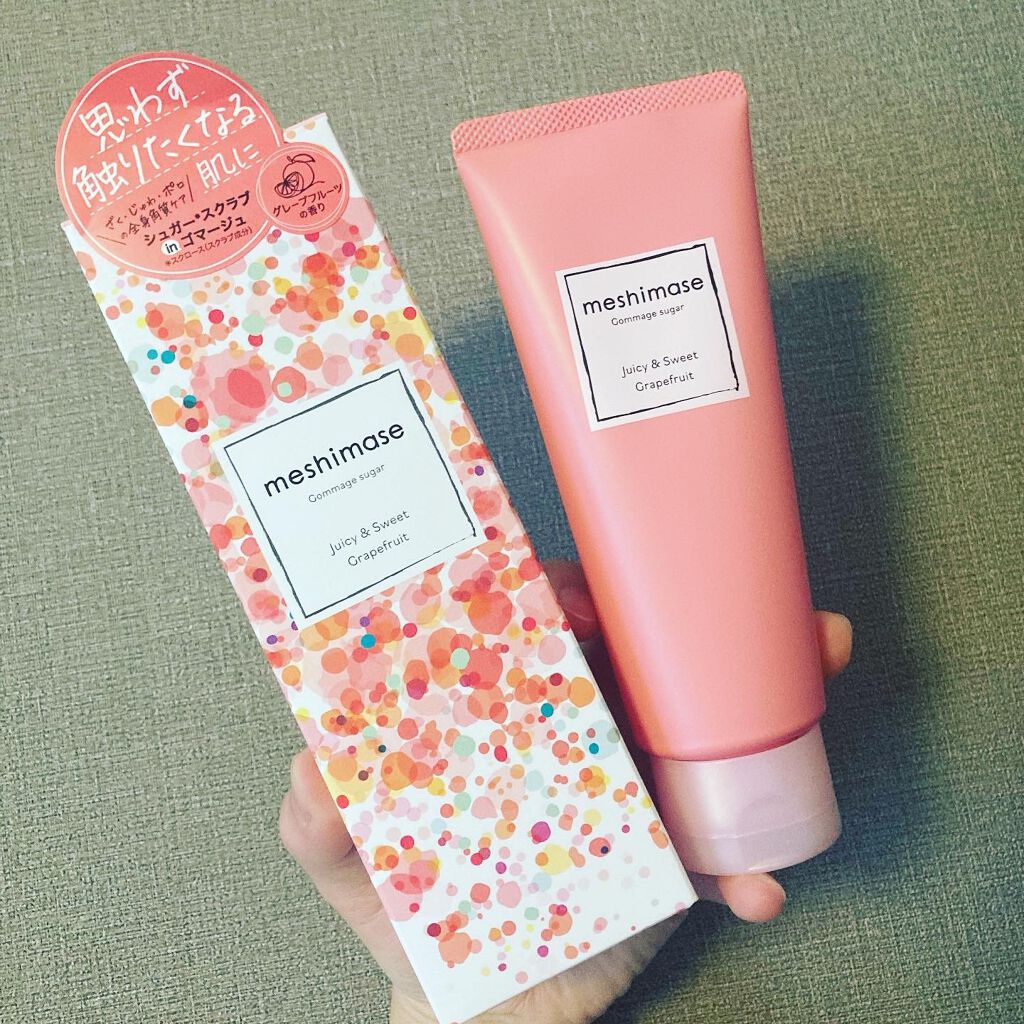 思わず
触りたくなる
肌に
ざく・じゅわ・ポロ
の全身角質ケア
シュガー*スクラブ
in ゴマージュ
*スクロース(スクラブ成分)
グレープフルーツ
の香り
meshimase
Gommage sugar
Juicy & Sweet
Grapefruit
meshimase
Gommage sugar
Juicy & Sweet
Grapefruit